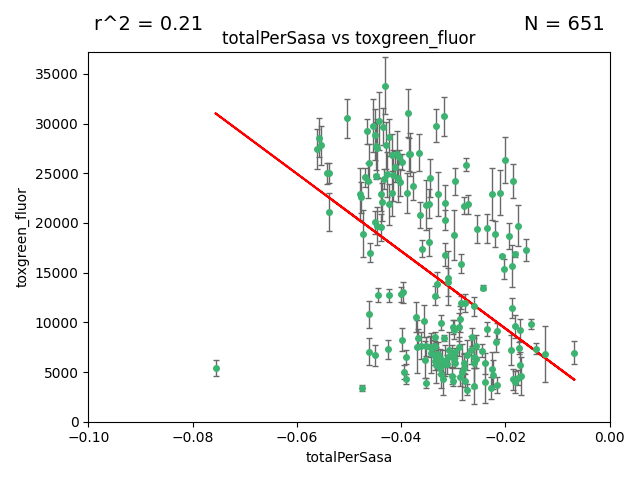 r^2 = 0.21
N = 651
totalPerSasa vs toxgreen_fluor
35000
30000
25000
20000
15000
10000
5000
0
toxgreen_fluor
−0.10
−0.08
−0.06
−0.04
−0.02
0.00
totalPerSasa